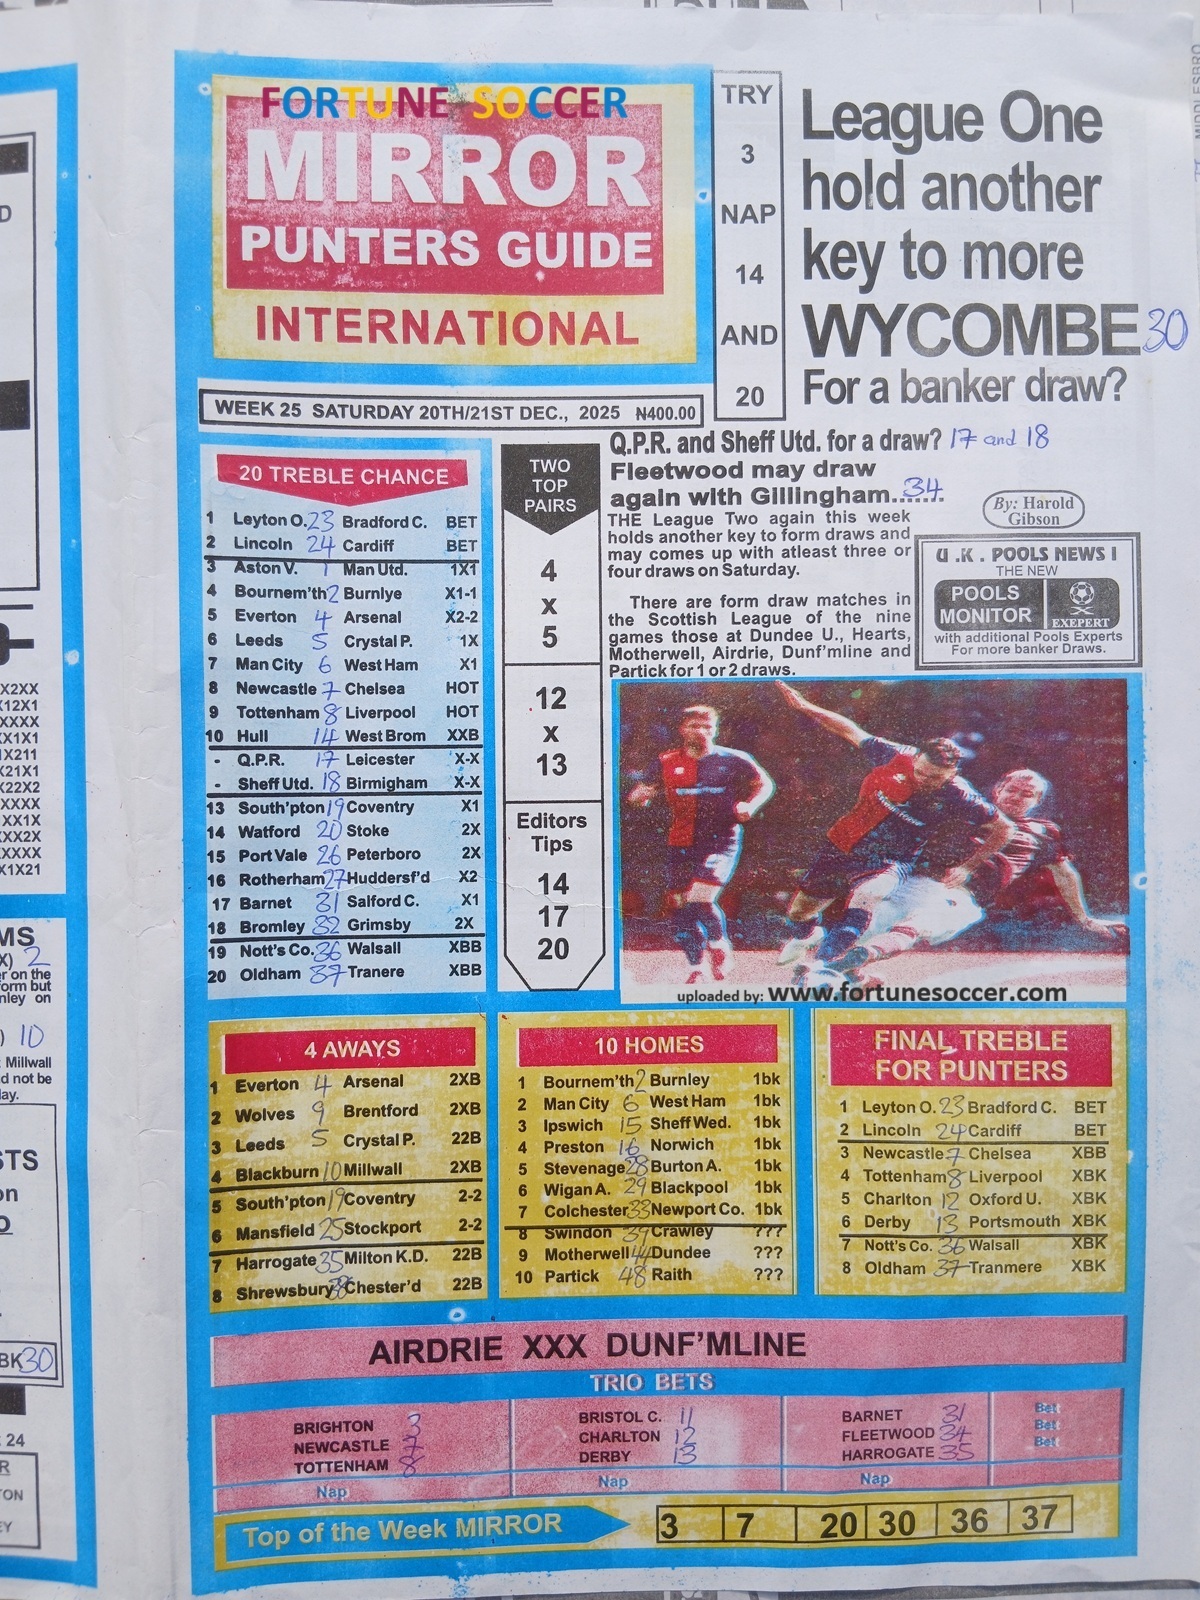 FORTUNE SOCCER
MIRROR
PUNTERS GUIDE
INTERNATIONAL
TRY
3
NAP
14
AND
20
League One
hold another
key to more
WYCOMBE 30
For a banker draw?
WEEK 25 SATURDAY 20TH/21ST DEC., 2025 ₦400.00
Q.P.R. and Sheff Utd. for a draw? 17 and 18
Fleetwood may draw
again with Gillingham....... 34
By: Harold
Gibson
THE League Two again this week
holds another key to form draws and
may comes up with atleast three or
four draws on Saturday.
There are form draw matches in
the Scottish League of the nine
games those at Dundee U., Hearts,
Motherwell, Airdrie, Dunf'mline and
Partick for 1 or 2 draws.
U.K. POOLS NEWS I
THE NEW
POOLS
MONITOR
EXEPERT
with additional Pools Experts
For more banker Draws.
20 TREBLE CHANCE
1 Leyton O. 23 Bradford C. BET
2 Lincoln 24 Cardiff BET
3 Aston V. 1 Man Utd. 1X1
4 Bournem'th 2 Burnlye X1-1
5 Everton 4 Arsenal X2-2
6 Leeds 5 Crystal P. 1X
7 Man City 6 West Ham X1
8 Newcastle 7 Chelsea HOT
9 Tottenham 8 Liverpool HOT
10 Hull 14 West Brom XXB
- Q.P.R. 17 Leicester X-X
- Sheff Utd. 18 Birmigham X-X
13 South'pton 19 Coventry X1
14 Watford 20 Stoke 2X
15 Port Vale 26 Peterboro 2X
16 Rotherham 27 Huddersf'd X2
17 Barnet 31 Salford C. X1
18 Bromley 32 Grimsby 2X
19 Nott's Co. 36 Walsall XBB
20 Oldham 37 Tranere XBB
TWO
TOP
PAIRS
4
x
5
12
x
13
Editors
Tips
14
17
20
uploaded by: www.fortunesoccer.com
4 AWAYS
1 Everton 4 Arsenal 2XB
2 Wolves 9 Brentford 2XB
3 Leeds 5 Crystal P. 22B
4 Blackburn 10 Millwall 2XB
5 South'pton 19 Coventry 2-2
6 Mansfield 25 Stockport 2-2
7 Harrogate 35 Milton K.D. 22B
8 Shrewsbury 38 Chester'd 22B
10 HOMES
1 Bournem'th 2 Burnley 1bk
2 Man City 6 West Ham 1bk
3 Ipswich 15 Sheff Wed. 1bk
4 Preston 16 Norwich 1bk
5 Stevenage 28 Burton A. 1bk
6 Wigan A. 29 Blackpool 1bk
7 Colchester 33 Newport Co. 1bk
8 Swindon 39 Crawley ???
9 Motherwell 44 Dundee ???
10 Partick 48 Raith ???
FINAL TREBLE
FOR PUNTERS
1 Leyton O. 23 Bradford C. BET
2 Lincoln 24 Cardiff BET
3 Newcastle 7 Chelsea XBB
4 Tottenham 8 Liverpool XBK
5 Charlton 12 Oxford U. XBK
6 Derby 13 Portsmouth XBK
7 Nott's Co. 36 Walsall XBK
8 Oldham 37 Tranmere XBK
AIRDRIE XXX DUNF'MLINE
TRIO BETS
BRIGHTON 3
NEWCASTLE 7
TOTTENHAM 8
Nap
BRISTOL C. 11
CHARLTON 12
DERBY 13
Nap
BARNET 31
FLEETWOOD 34
HARROGATE 35
Nap
Bet
Bet
Bet
Top of the Week MIRROR 3 7 20 30 36 37